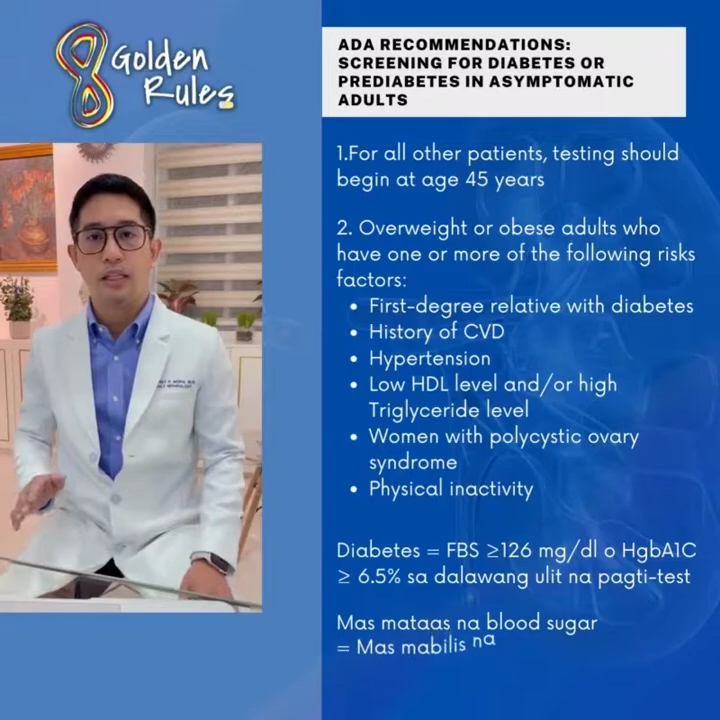 8 Golden
Rules
ADA RECOMMENDATIONS:
SCREENING FOR DIABETES OR
PREDIABETES IN ASYMPTOMATIC
ADULTS
1.For all other patients, testing should
begin at age 45 years
2. Overweight or obese adults who
have one or more of the following risks
factors:
• First-degree relative with diabetes
• History of CVD
• Hypertension
• Low HDL level and/or high
Triglyceride level
• Women with polycystic ovary
syndrome
• Physical inactivity
Diabetes = FBS ≥126 mg/dl o HgbA1C
≥ 6.5% sa dalawang ulit na pagti-test
Mas mataas na blood sugar
= Mas mabilis na